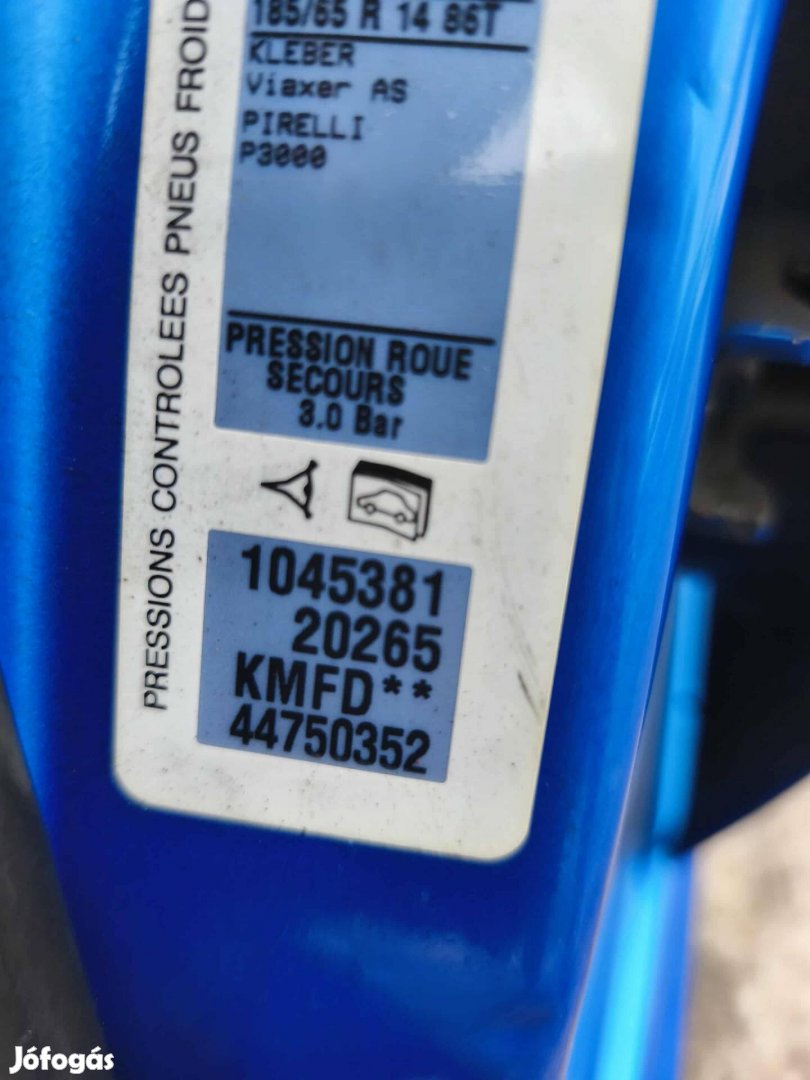 185/65 R 14 86T
KLEBER
Viaxer AS
PIRELLI
P3000
PRESSION ROUE
SECOURS
3.0 Bar
PRESSIONS CONTROLEES PNEUS FROID
1045381
20265
KMFD**
44750352
Jófogás